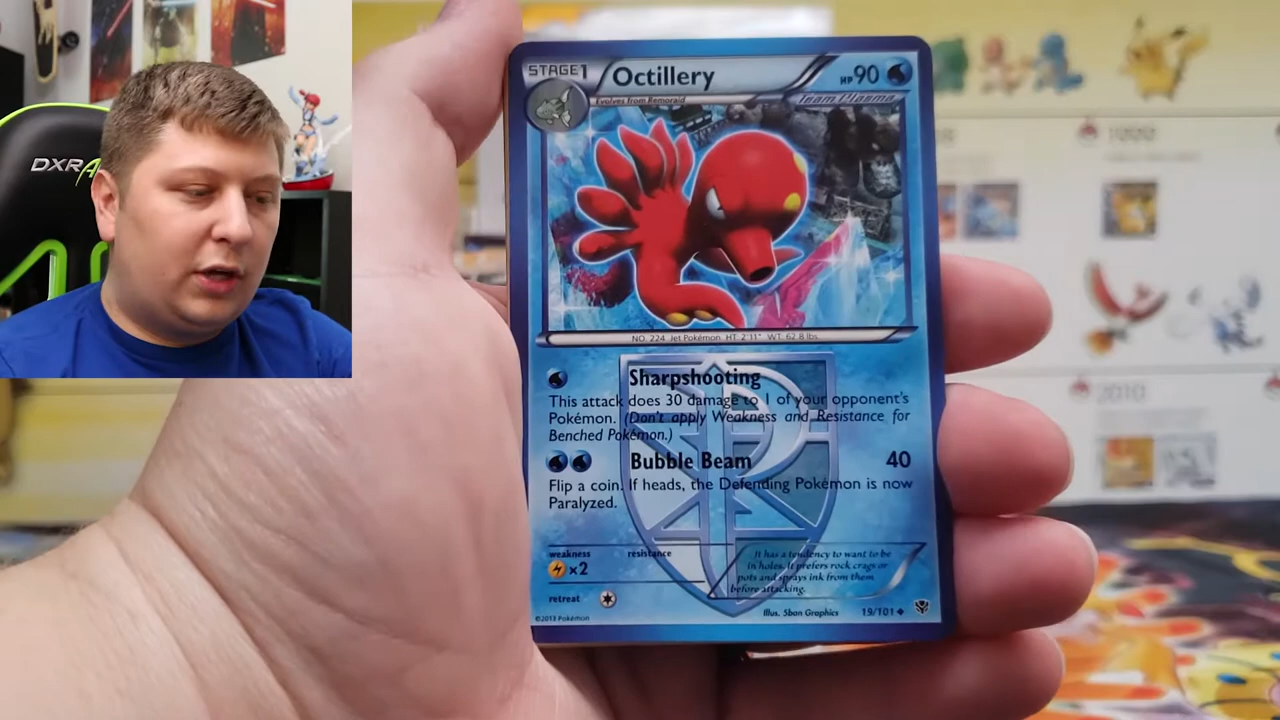 DXRA
STAGE1
Octillery
HP 90
Evolves from Remoraid
Team Plasma
NO. 224 Jet Pokémon HT: 2'11" WT: 62.8 lbs.
Sharpshooting
This attack does 30 damage to 1 of your opponent's
Pokémon. (Don't apply Weakness and Resistance for
Benched Pokémon.)
Bubble Beam 40
Flip a coin. If heads, the Defending Pokémon is now
Paralyzed.
weakness resistance
×2
It has a tendency to want to be
in holes. It prefers rock crags or
pots and sprays ink from them
before attacking.
retreat
©2013 Pokémon
Illus. 5ban Graphics
19/101
2010